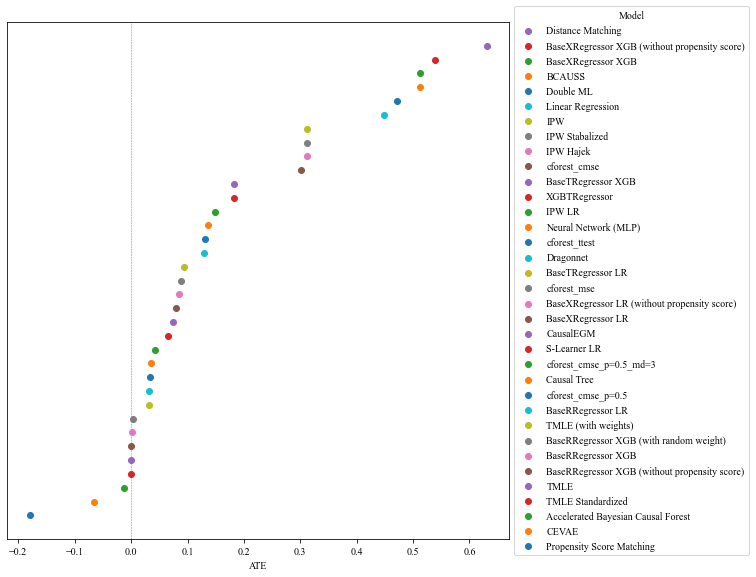 Model
Distance Matching
BaseXRegressor XGB (without propensity score)
BaseXRegressor XGB
BCAUSS
Double ML
Linear Regression
IPW
IPW Stabalized
IPW Hajek
cforest_cmse
BaseTRegressor XGB
XGBTRegressor
IPW LR
Neural Network (MLP)
cforest_ttest
Dragonnet
BaseTRegressor LR
cforest_mse
BaseXRegressor LR (without propensity score)
BaseXRegressor LR
CausalEGM
S-Learner LR
cforest_cmse_p=0.5_md=3
Causal Tree
cforest_cmse_p=0.5
BaseRRegressor LR
TMLE (with weights)
BaseRRegressor XGB (with random weight)
BaseRRegressor XGB
BaseRRegressor XGB (without propensity score)
TMLE
TMLE Standardized
Accelerated Bayesian Causal Forest
CEVAE
Propensity Score Matching
−0.2 −0.1 0.0 0.1 0.2 0.3 0.4 0.5 0.6
ATE